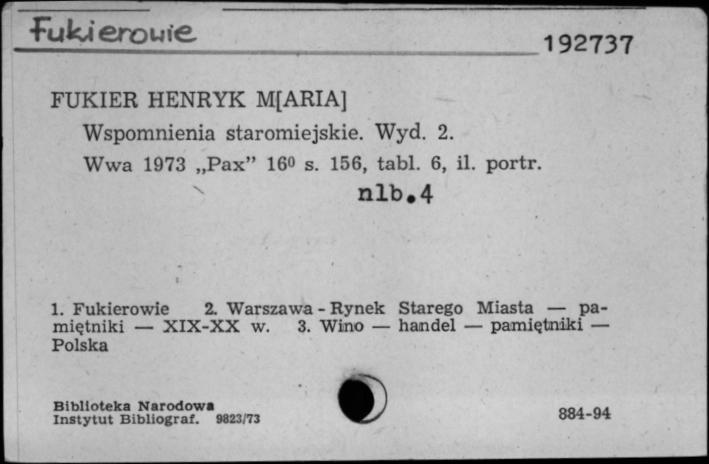 Fukierowie
192737
FUKIER HENRYK M[ARIA]
Wspomnienia staromiejskie. Wyd. 2.
Wwa 1973 „Pax” 16⁰ s. 156, tabl. 6, il. portr.
nlb.4
1. Fukierowie 2. Warszawa - Rynek Starego Miasta — pa-
miętniki — XIX-XX w. 3. Wino — handel — pamiętniki —
Polska
Biblioteka Narodowa
Instytut Bibliograf. 9823/73
884-94